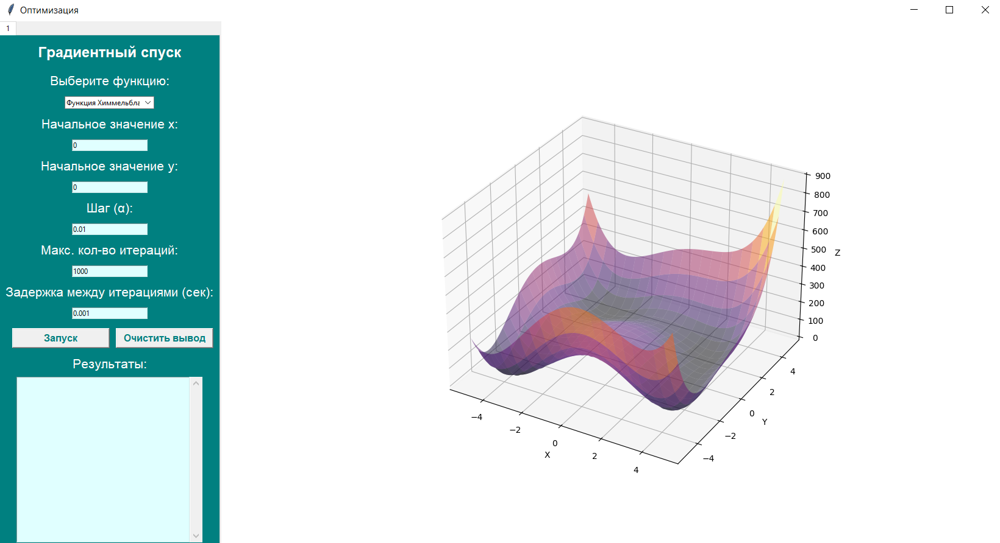 Оптимизация
1
Градиентный спуск
Выберите функцию:
Функция Химмельбла
Начальное значение x:
0
Начальное значение y:
0
Шаг (α):
0.01
Макс. кол-во итераций:
1000
Задержка между итерациями (сек):
0.001
Запуск
Очистить вывод
Результаты:
900
800
700
600
500
400
300
200
100
0
Z
−4
−2
0
2
4
X
4
2
0
−2
−4
Y